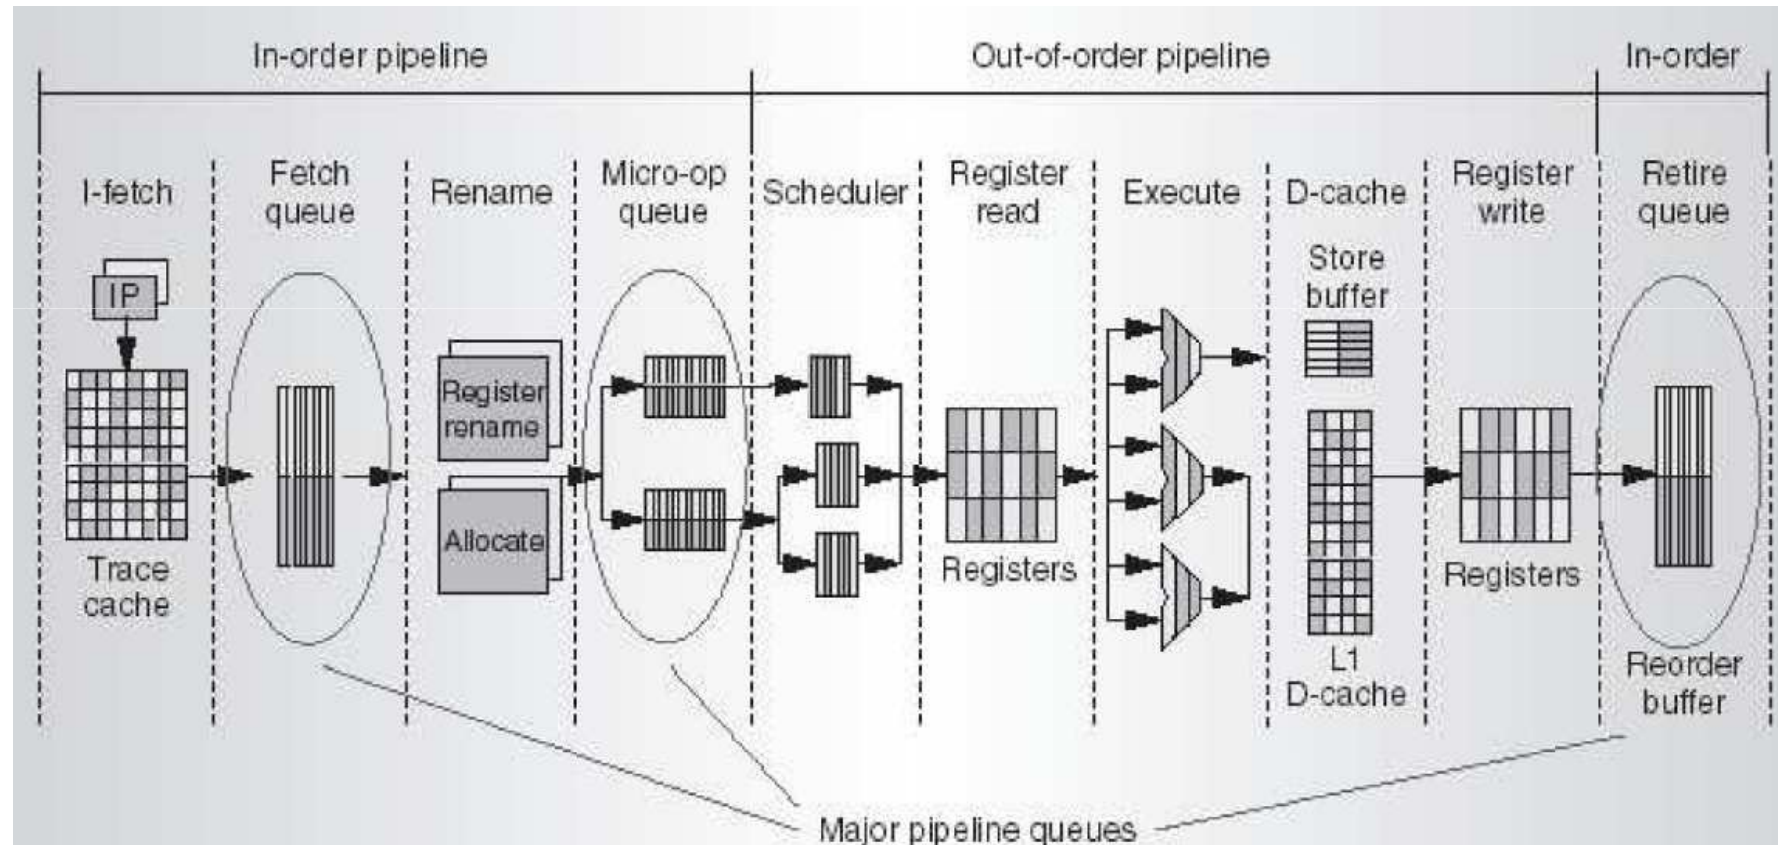 In-order pipeline
Out-of-order pipeline
In-order
I-fetch
Fetch
queue
Rename
Micro-op
queue
Scheduler
Register
read
Execute
D-cache
Register
write
Retire
queue
IP
Trace
cache
Register
rename
Allocate
Registers
Store
buffer
L1
D-cache
Registers
Reorder
buffer
Major pipeline queues